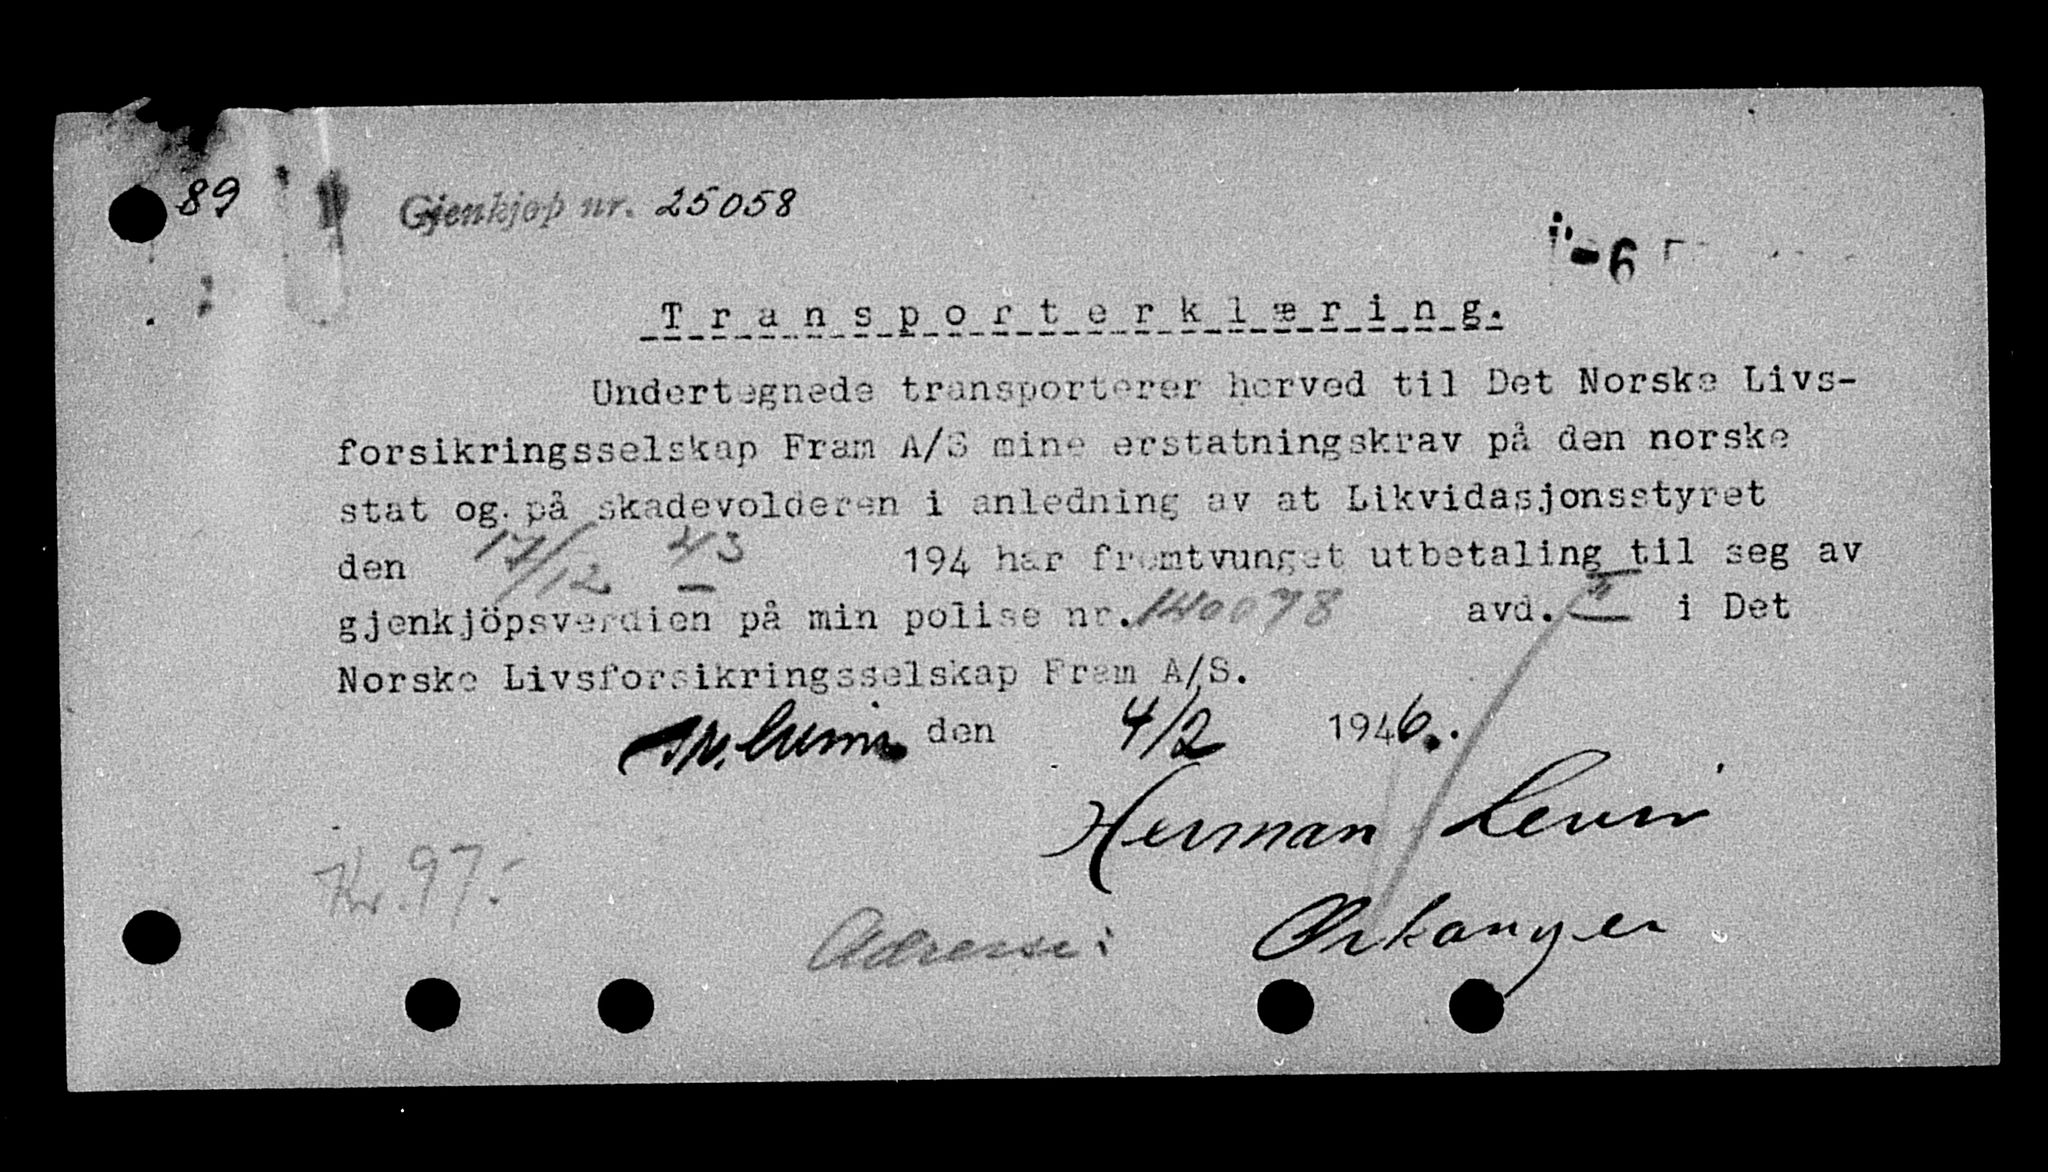 89
Gjenkjøp nr. 25058
-6
Transporterklæring.
Undertegnede transporterer herved til Det Norske Livs-
forsikringsselskap Fram A/S mine erstatningskrav på den norske
stat og på skadevolderen i anledning av at Likvidasjonsstyret
den 17/12 43 194 har fremtvunget utbetaling til seg av
gjenkjöpsverdien på min polise nr. 140078 avd. II i Det
Norske Livsforsikringsselskap Fram A/S.
den 4/2 1946.
Herman Levin
Kr. 97.-
Adresse: Orkanger